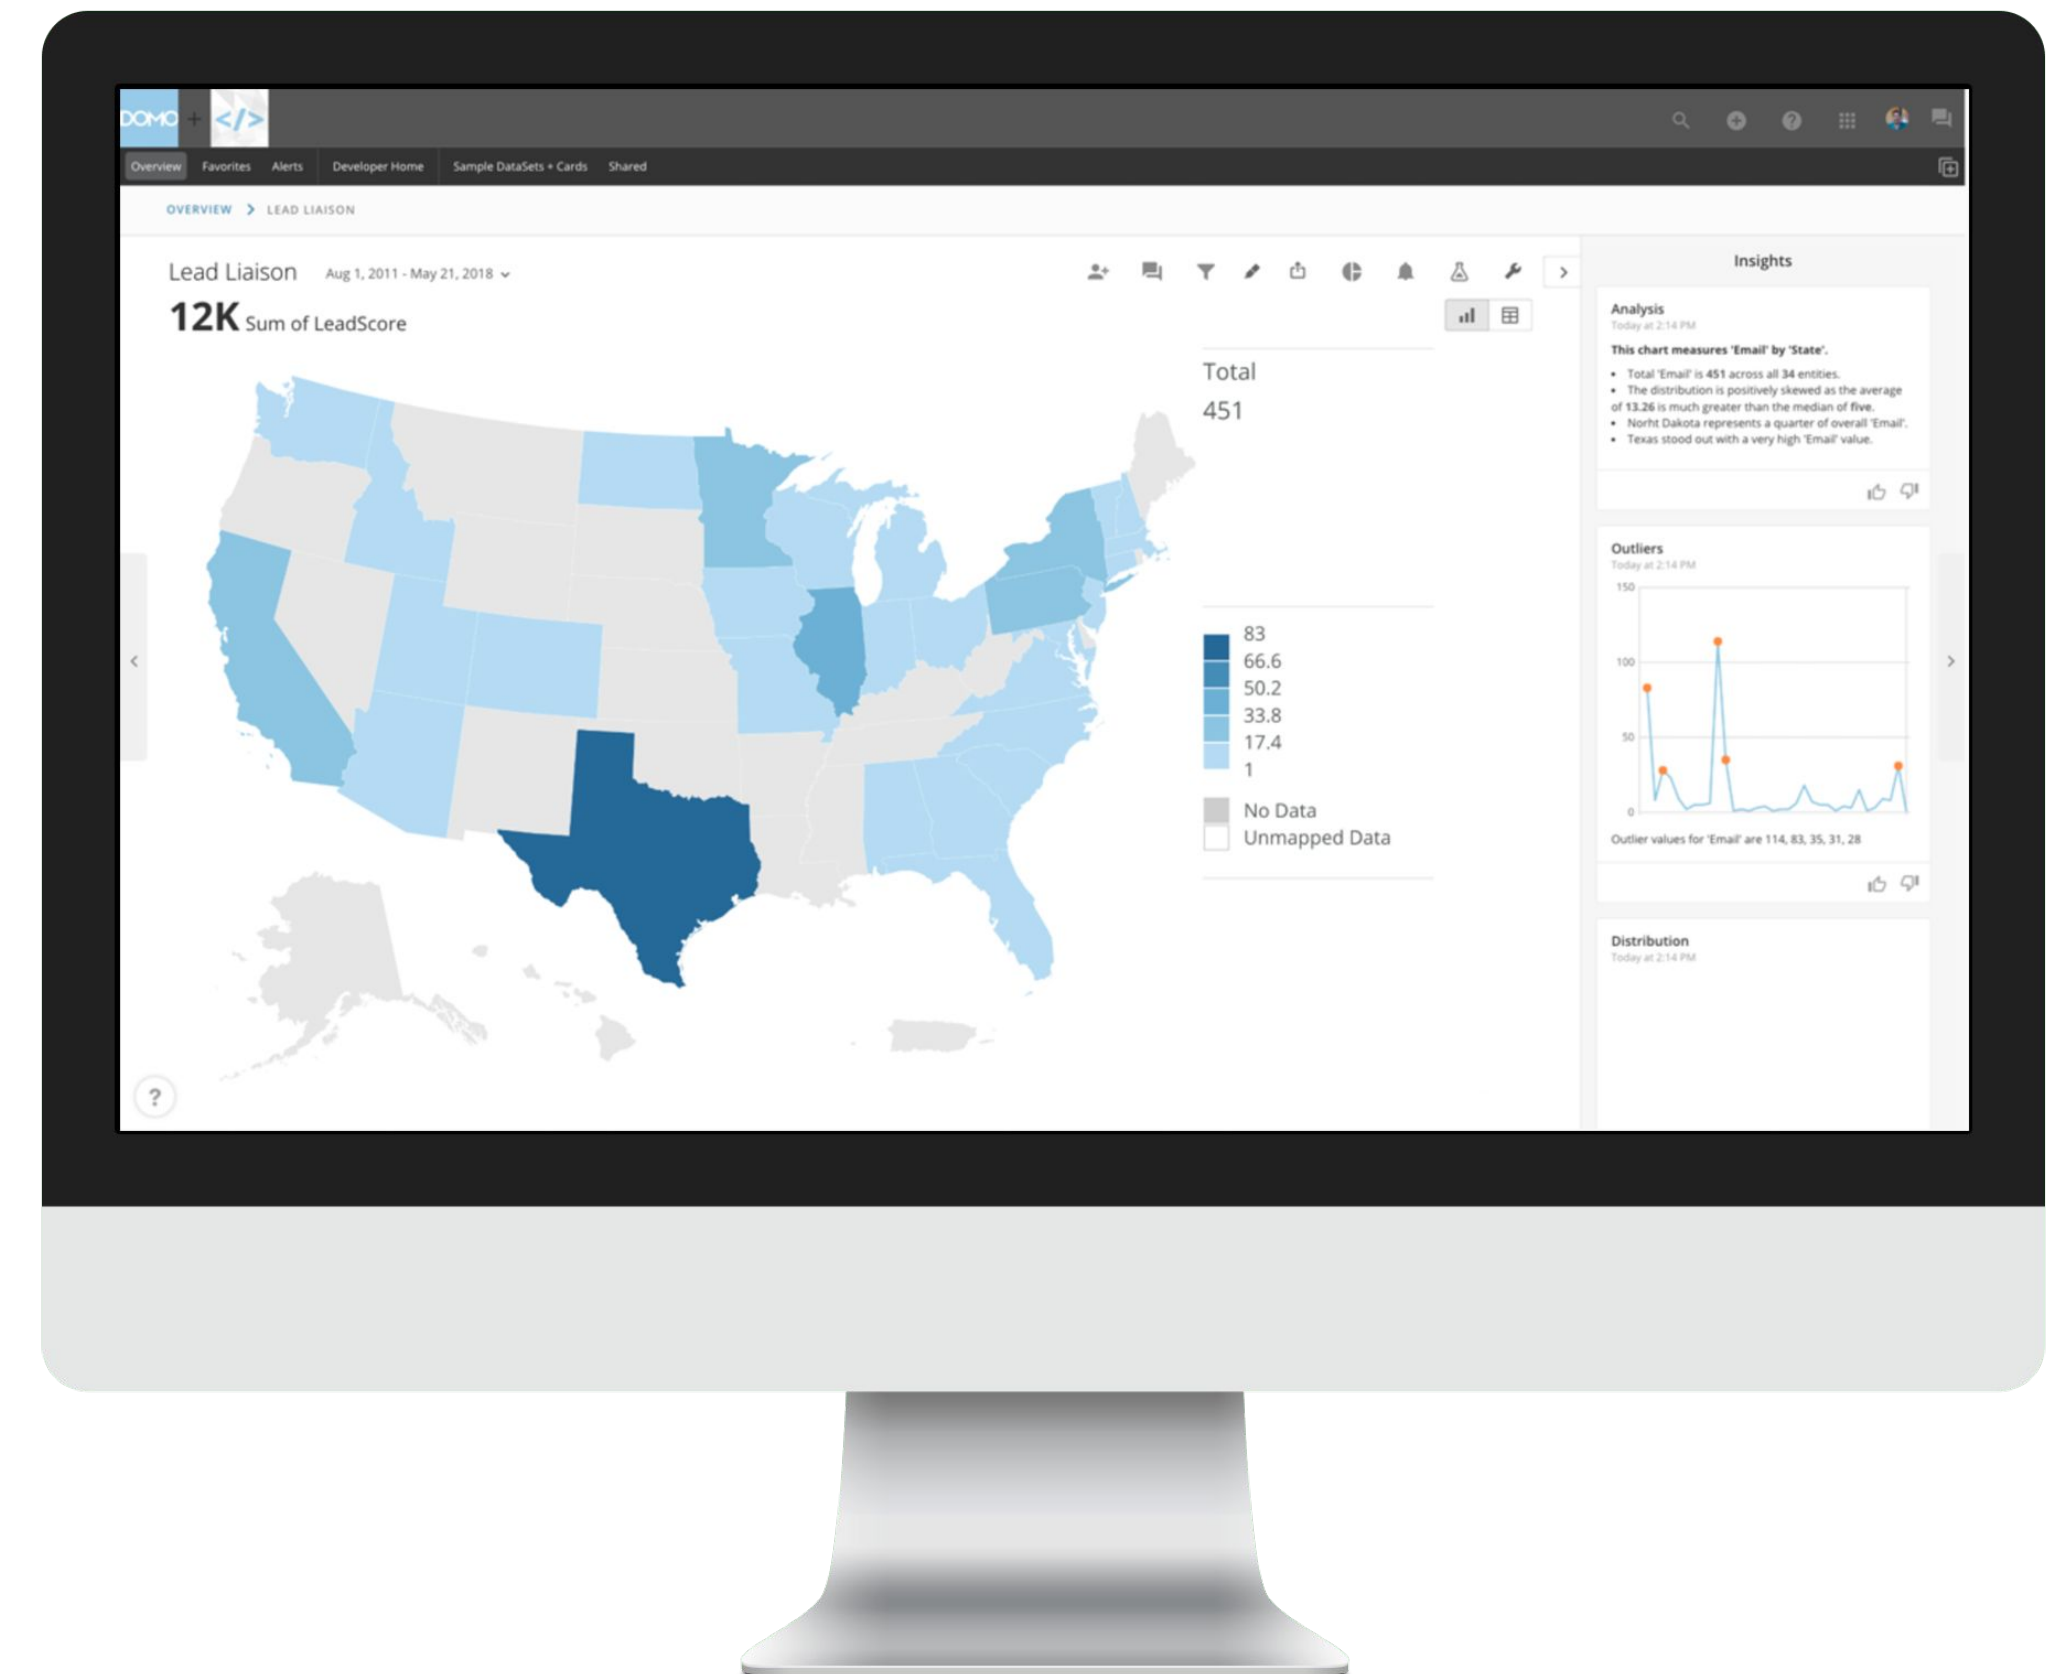 DOMO + </>
Overview Favorites Alerts Developer Home Sample DataSets + Cards Shared
OVERVIEW > LEAD LIAISON
Lead Liaison Aug 1, 2011 - May 21, 2018
12K Sum of LeadScore
Total
451
83
66.6
50.2
33.8
17.4
1
No Data
Unmapped Data
?
Insights
Analysis
Today at 2:14 PM
This chart measures 'Email' by 'State'.
• Total 'Email' is 451 across all 34 entities.
• The distribution is positively skewed as the average
of 13.26 is much greater than the median of five.
• Norht Dakota represents a quarter of overall 'Email'.
• Texas stood out with a very high 'Email' value.
Outliers
Today at 2:14 PM
150
100
50
0
Outlier values for 'Email' are 114, 83, 35, 31, 28
Distribution
Today at 2:14 PM